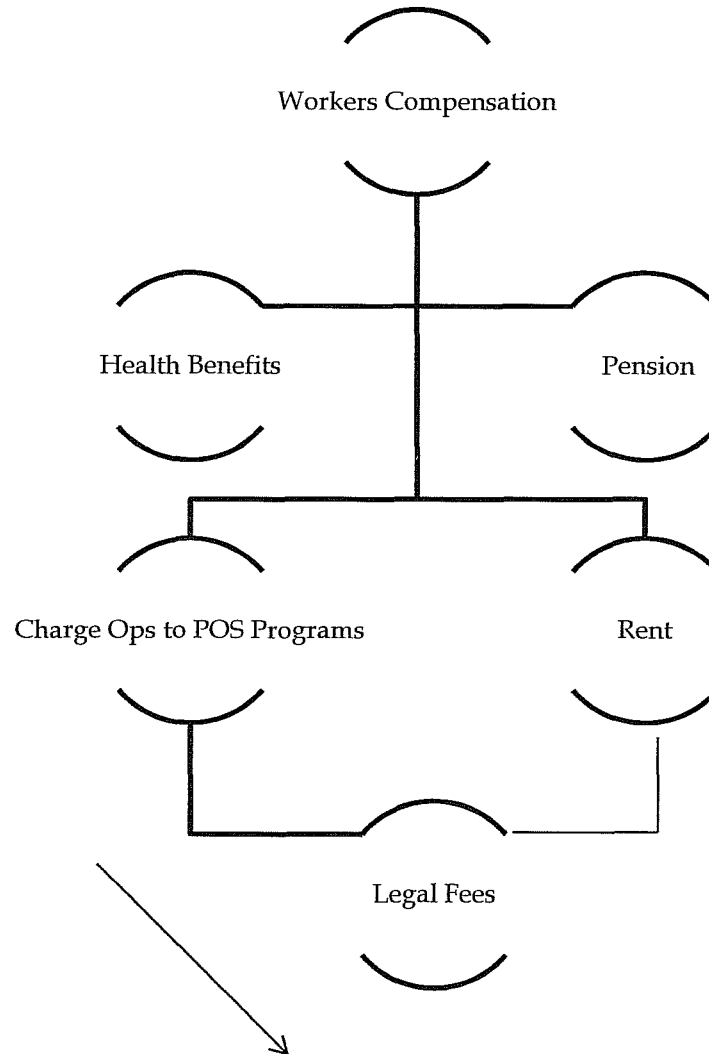 Workers Compensation
Health Benefits
Pension
Charge Ops to POS Programs
Rent
Legal Fees